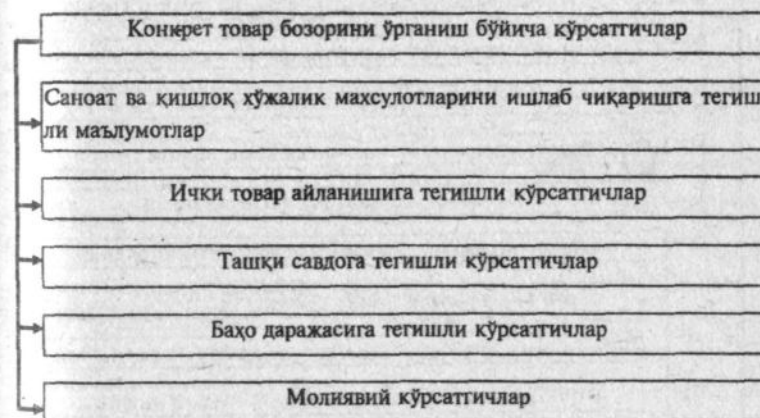 Конкрет товар бозорини ўрганиш бўйича кўрсатгичлар
Саноат ва қишлоқ хўжалик махсулотларини ишлаб чиқаришга тегиш
ли маълумотлар
Ички товар айланишига тегишли кўрсатгичлар
Ташқи савдога тегишли кўрсатгичлар
Баҳо даражасига тегишли кўрсатгичлар
Молиявий кўрсатгичлар